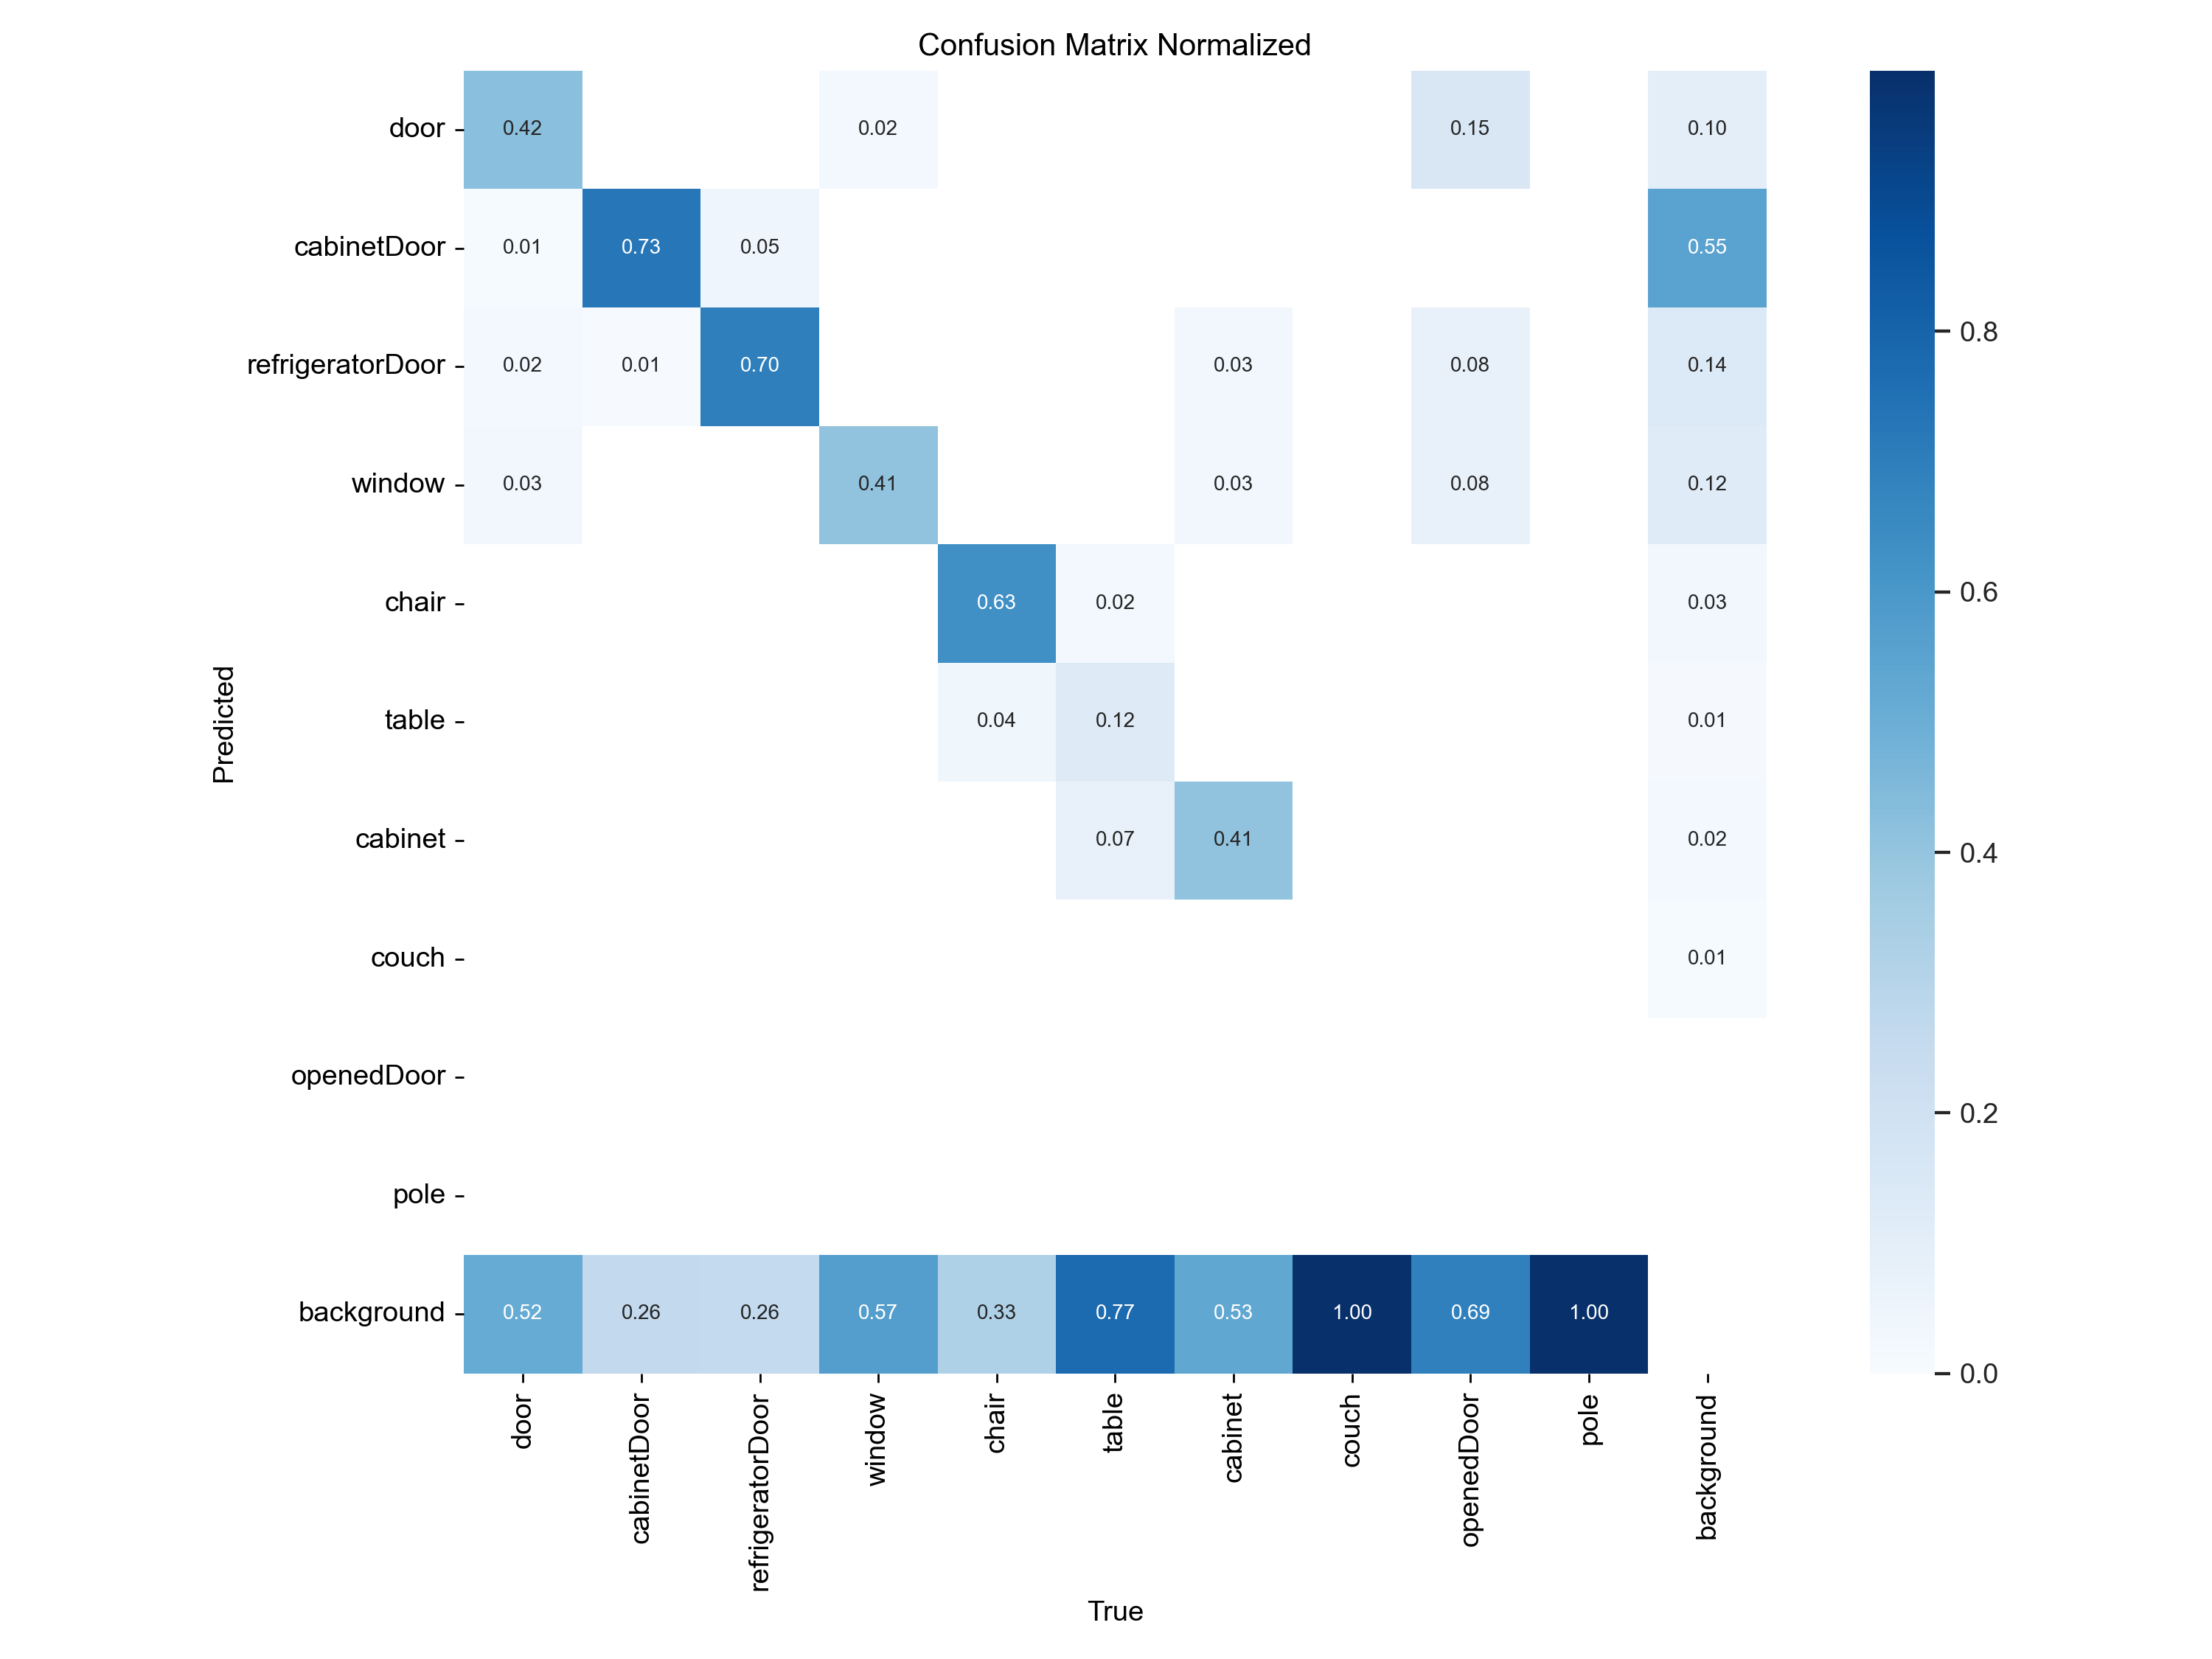 Confusion Matrix Normalized
door 0.42 0.02 0.15 0.10
cabinetDoor 0.01 0.73 0.05 0.55
refrigeratorDoor 0.02 0.01 0.70 0.03 0.08 0.14
window 0.03 0.41 0.03 0.08 0.12
chair 0.63 0.02 0.03
table 0.04 0.12 0.01
cabinet 0.07 0.41 0.02
couch 0.01
openedDoor
pole
background 0.52 0.26 0.26 0.57 0.33 0.77 0.53 1.00 0.69 1.00
Predicted
door cabinetDoor refrigeratorDoor window chair table cabinet couch openedDoor pole background
True
0.8
0.6
0.4
0.2
0.0